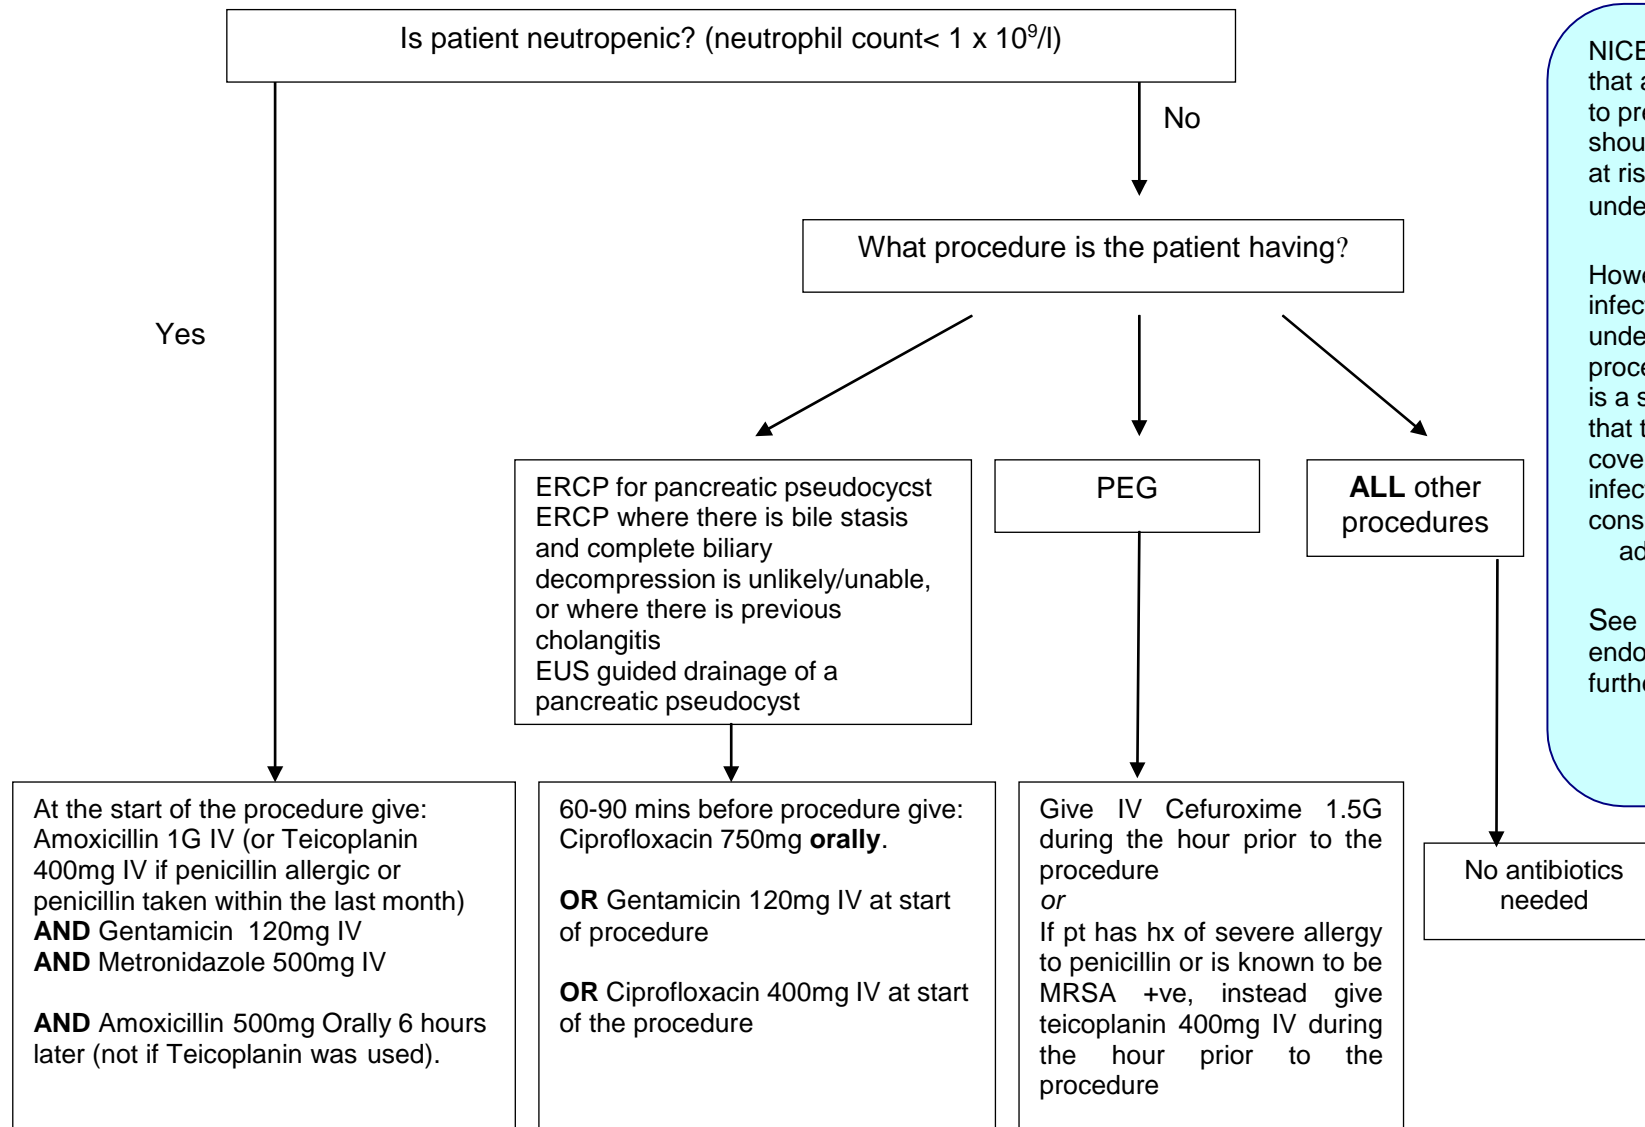 Is patient neutropenic? (neutrophil count< 1 x 10⁹/l)
No
Yes
What procedure is the patient having?
ERCP for pancreatic pseudocycst
ERCP where there is bile stasis
and complete biliary
decompression is unlikely/unable,
or where there is previous
cholangitis
EUS guided drainage of a
pancreatic pseudocyst
PEG
ALL other
procedures
At the start of the procedure give:
Amoxicillin 1G IV (or Teicoplanin
400mg IV if penicillin allergic or
penicillin taken within the last month)
AND Gentamicin 120mg IV
AND Metronidazole 500mg IV
AND Amoxicillin 500mg Orally 6 hours
later (not if Teicoplanin was used).
60-90 mins before procedure give:
Ciprofloxacin 750mg orally.
OR Gentamicin 120mg IV at start
of procedure
OR Ciprofloxacin 400mg IV at start
of the procedure
Give IV Cefuroxime 1.5G
during the hour prior to the
procedure
or
If pt has hx of severe allergy
to penicillin or is known to be
MRSA +ve, instead give
teicoplanin 400mg IV during
the hour prior to the
procedure
No antibiotics
needed
NICE
that
to
at
is a
that
See